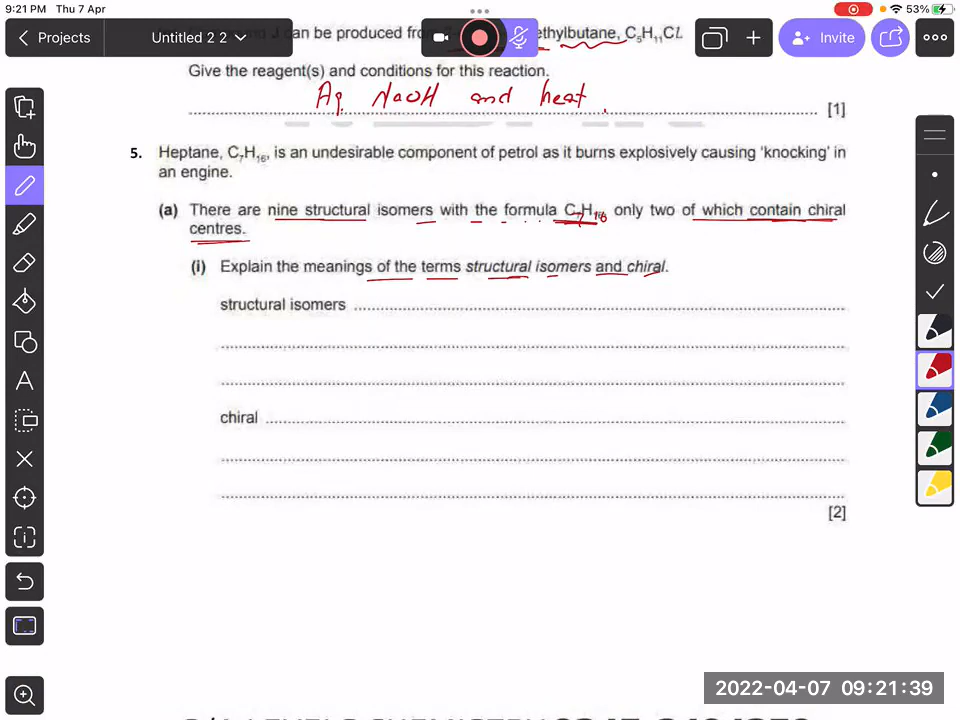 9:21 PM Thu 7 Apr
53%
Projects
Untitled 2 2
Invite
can be produced ethylbutane, C₅H₁₁Cl.
Give the reagent(s) and conditions for this reaction.
Aq NaOH and heat.
[1]
5. Heptane, C₇H₁₆, is an undesirable component of petrol as it burns explosively causing ‘knocking’ in
an engine.
(a) There are nine structural isomers with the formula C₇H₁₆ only two of which contain chiral
centres.
(i) Explain the meanings of the terms structural isomers and chiral.
structural isomers
chiral
[2]
2022-04-07 09:21:39